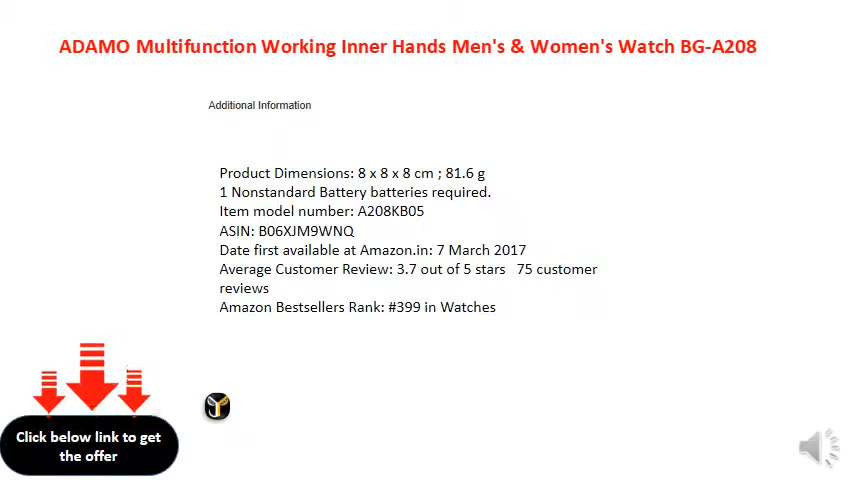 ADAMO Multifunction Working Inner Hands Men's & Women's Watch BG-A208
Additional Information
Product Dimensions: 8 x 8 x 8 cm ; 81.6 g
1 Nonstandard Battery batteries required.
Item model number: A208KB05
ASIN: B06XJM9WNQ
Date first available at Amazon.in: 7 March 2017
Average Customer Review: 3.7 out of 5 stars   75 customer
reviews
Amazon Bestsellers Rank: #399 in Watches
Click below link to get
the offer